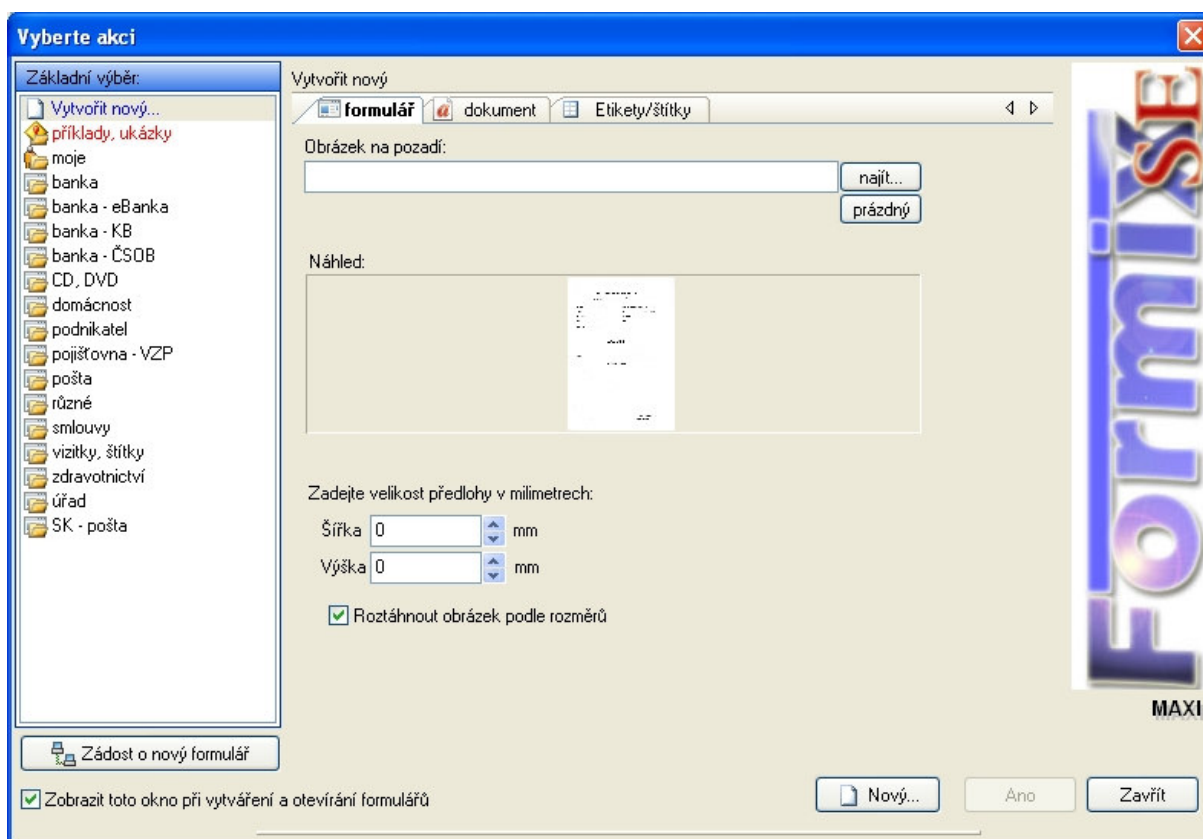 Vyberte akci
Základní výběr:
Vytvořit nový...
příklady, ukázky
moje
banka
banka - eBanka
banka - KB
banka - ČSOB
CD, DVD
domácnost
podnikatel
pojišťovna - VZP
pošta
různé
smlouvy
vizitky, štítky
zdravotnictví
úřad
SK - pošta
Zádost o nový formulář
Zobrazit toto okno při vytváření a otevírání formulářů
Vytvořit nový
formulář
dokument
Etikety/štítky
Obrázek na pozadí:
najít...
prázdný
Náhled:
Zadejte velikost předlohy v milimetrech:
Šířka 0 mm
Výška 0 mm
Roztáhnout obrázek podle rozměrů
Formix SE
MAXI
Nový...
Ano
Zavřít